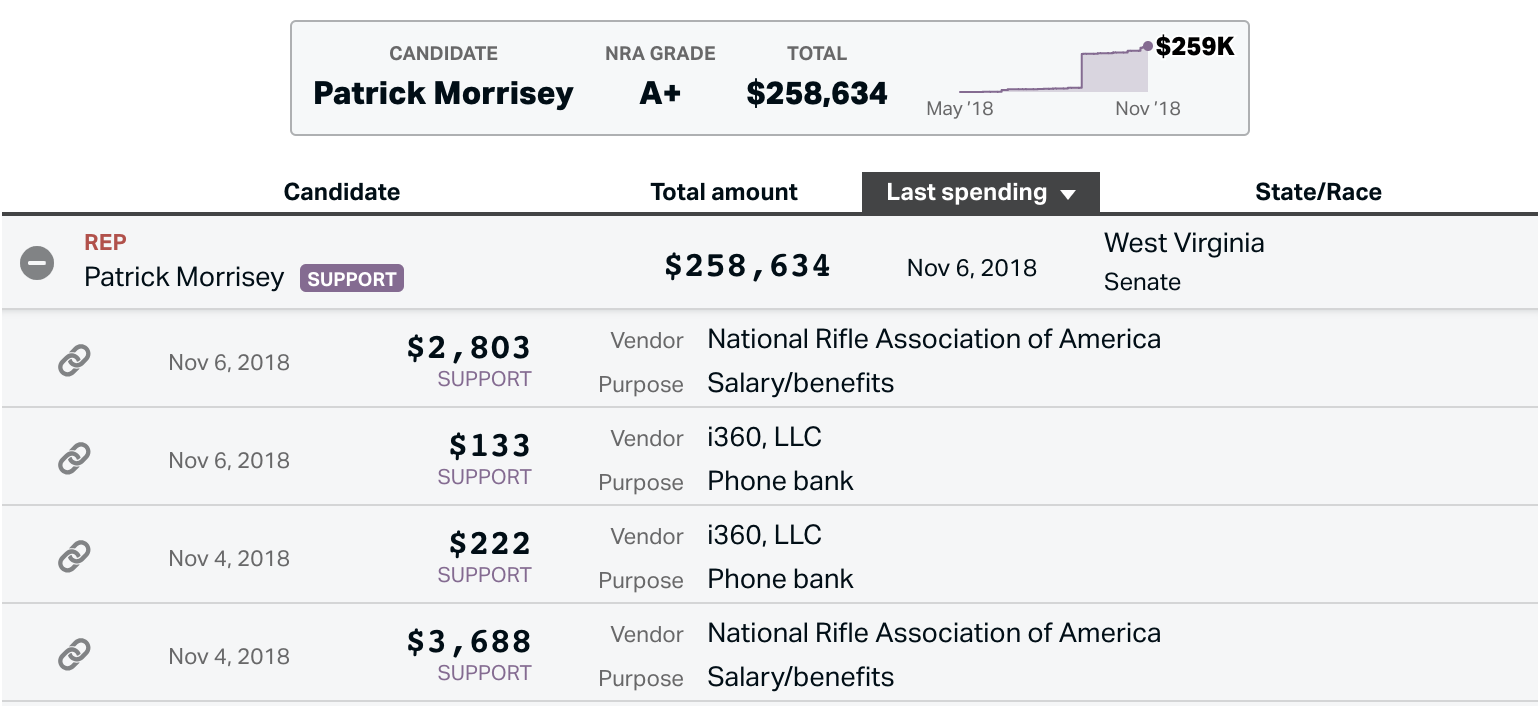 CANDIDATE NRA GRADE TOTAL
Patrick Morrisey A+ $258,634
$259K
May '18 Nov '18
Candidate Total amount Last spending ▼ State/Race
REP
Patrick Morrisey SUPPORT
$258,634
Nov 6, 2018
West Virginia
Senate
Nov 6, 2018
$2,803
SUPPORT
Vendor National Rifle Association of America
Purpose Salary/benefits
Nov 6, 2018
$133
SUPPORT
Vendor i360, LLC
Purpose Phone bank
Nov 4, 2018
$222
SUPPORT
Vendor i360, LLC
Purpose Phone bank
Nov 4, 2018
$3,688
SUPPORT
Vendor National Rifle Association of America
Purpose Salary/benefits